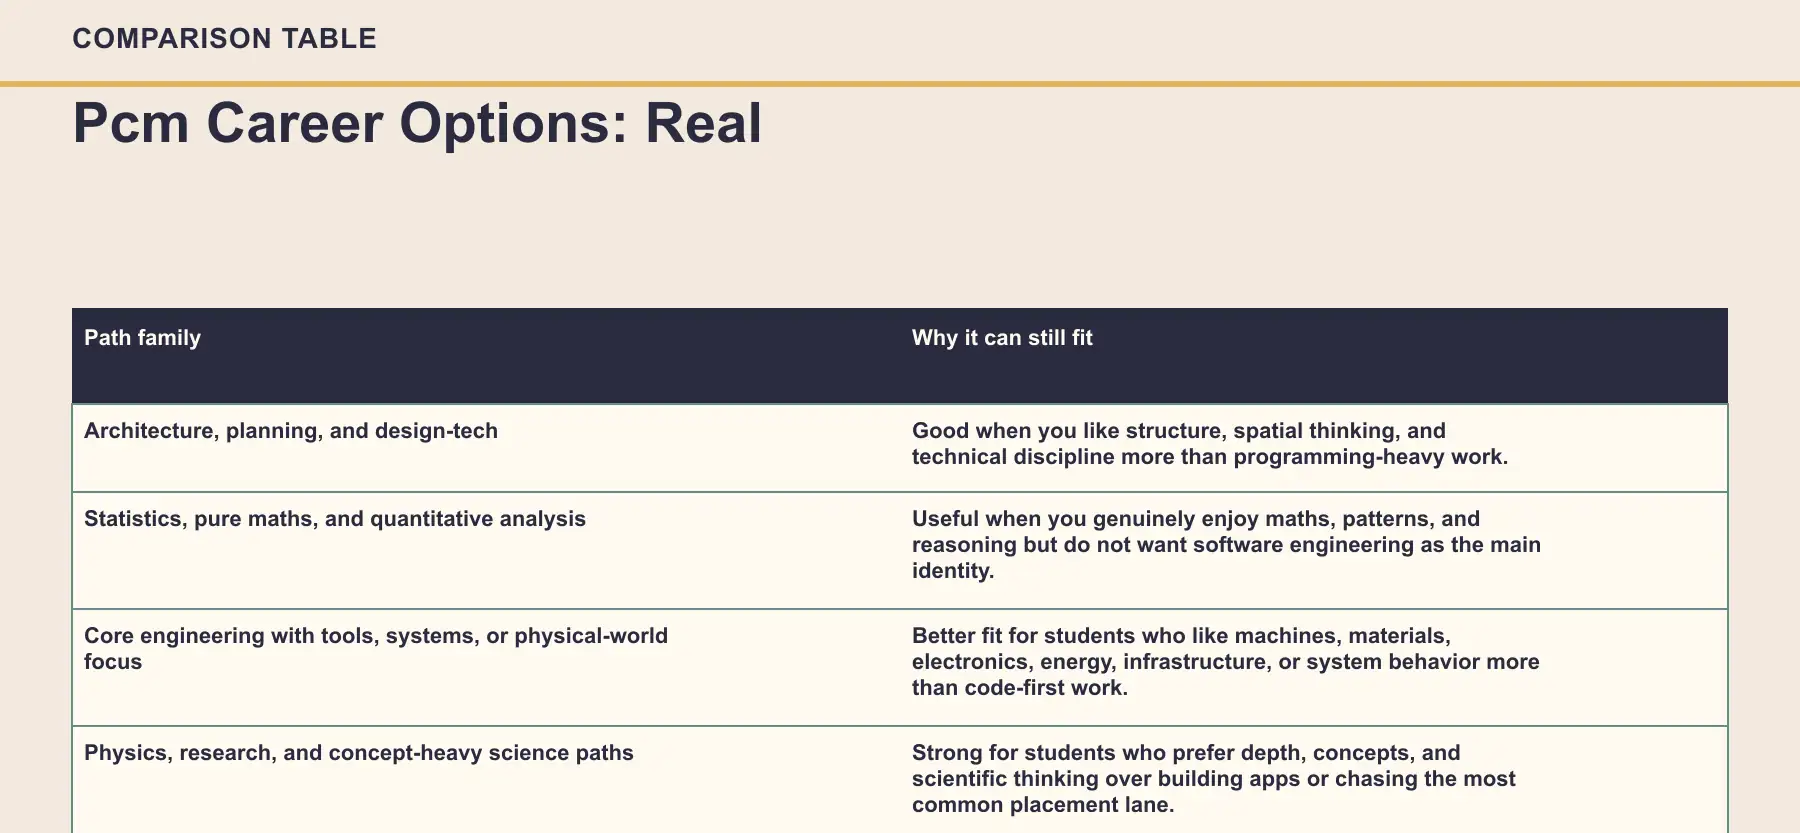 COMPARISON TABLE
Pcm Career Options: Real
Path family
Why it can still fit
Architecture, planning, and design-tech
Good when you like structure, spatial thinking, and
technical discipline more than programming-heavy work.
Statistics, pure maths, and quantitative analysis
Useful when you genuinely enjoy maths, patterns, and
reasoning but do not want software engineering as the main
identity.
Core engineering with tools, systems, or physical-world
focus
Better fit for students who like machines, materials,
electronics, energy, infrastructure, or system behavior more
than code-first work.
Physics, research, and concept-heavy science paths
Strong for students who prefer depth, concepts, and
scientific thinking over building apps or chasing the most
common placement lane.